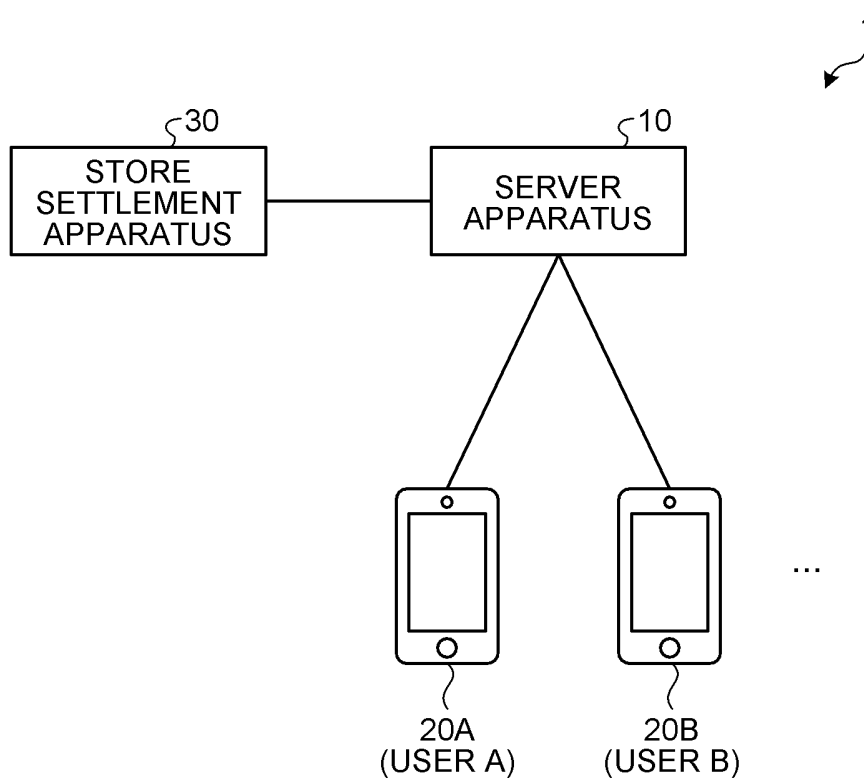 30
10
STORE
SETTLEMENT
APPARATUS
SERVER
APPARATUS
...
20A
(USER A)
20B
(USER B)